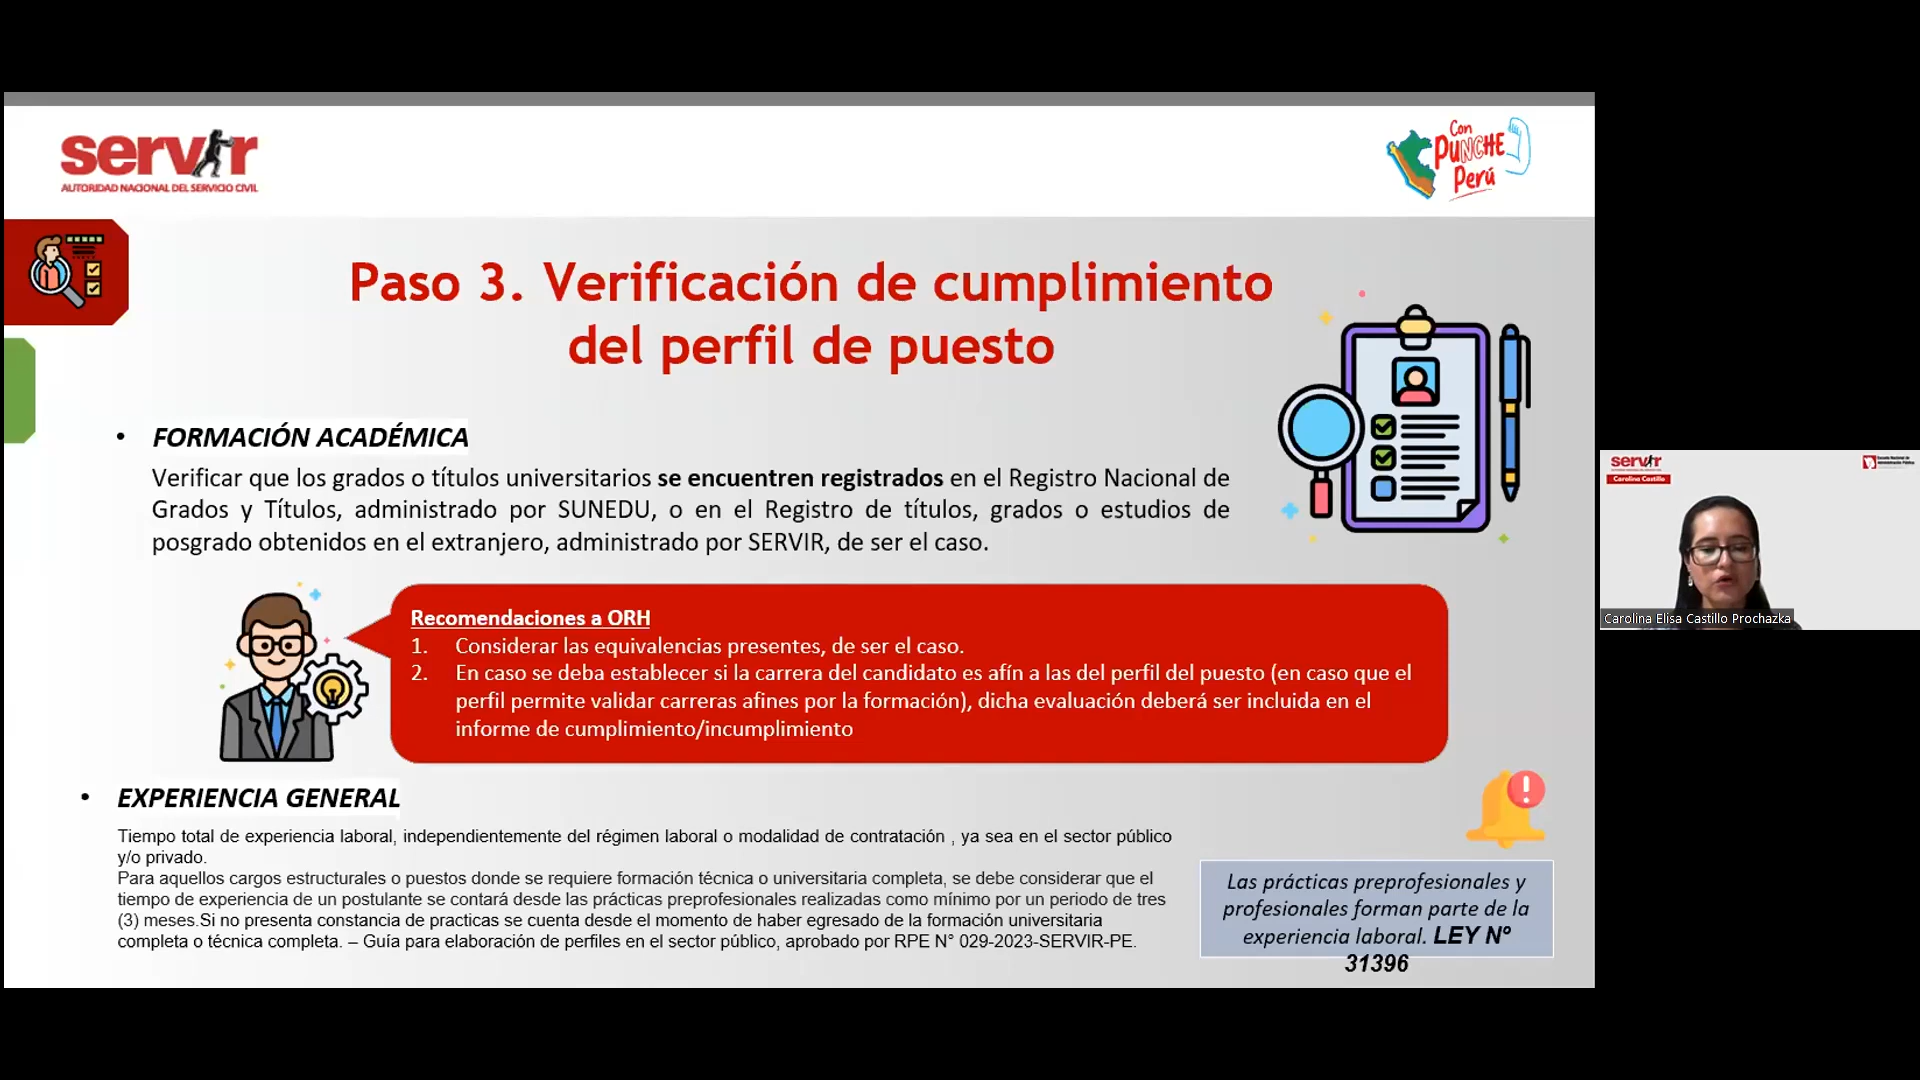 servir
AUTORIDAD NACIONAL DEL SERVICIO CIVIL
Con
PUNCHE
Perú
Paso 3. Verificación de cumplimiento
del perfil de puesto
• FORMACIÓN ACADÉMICA
Verificar que los grados o títulos universitarios se encuentren registrados en el Registro Nacional de
Grados y Títulos, administrado por SUNEDU, o en el Registro de títulos, grados o estudios de
posgrado obtenidos en el extranjero, administrado por SERVIR, de ser el caso.
Recomendaciones a ORH
1. Considerar las equivalencias presentes, de ser el caso.
2. En caso se deba establecer si la carrera del candidato es afín a las del perfil del puesto (en caso que el
perfil permite validar carreras afines por la formación), dicha evaluación deberá ser incluida en el
informe de cumplimiento/incumplimiento
• EXPERIENCIA GENERAL
Tiempo total de experiencia laboral, independientemente del régimen laboral o modalidad de contratación , ya sea en el sector público
y/o privado.
Para aquellos cargos estructurales o puestos donde se requiere formación técnica o universitaria completa, se debe considerar que el
tiempo de experiencia de un postulante se contará desde las prácticas preprofesionales realizadas como mínimo por un periodo de tres
(3) meses.Si no presenta constancia de practicas se cuenta desde el momento de haber egresado de la formación universitaria
completa o técnica completa. – Guía para elaboración de perfiles en el sector público, aprobado por RPE N° 029-2023-SERVIR-PE.
Las prácticas preprofesionales y
profesionales forman parte de la
experiencia laboral. LEY Nº
31396
servir
Carolina Castillo
Carolina Elisa Castillo Prochazka